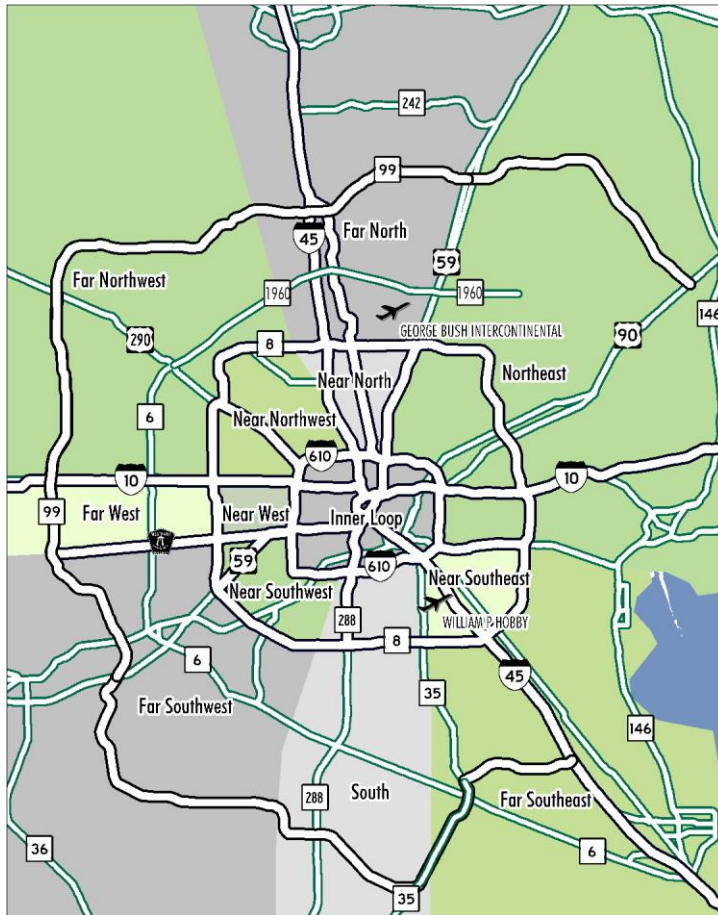 242
99
45
Far North
59
Far Northwest
1960
1960
146
GEORGE BUSH INTERCONTINENTAL
90
290
8
Near North
Northeast
6
Near Northwest
610
10
10
99
Far West
Near West
Inner Loop
59
610
Near Southeast
Near Southwest
WILLIAM P HOBBY
288
8
6
45
35
Far Southwest
146
South
288
Far Southeast
36
6
35